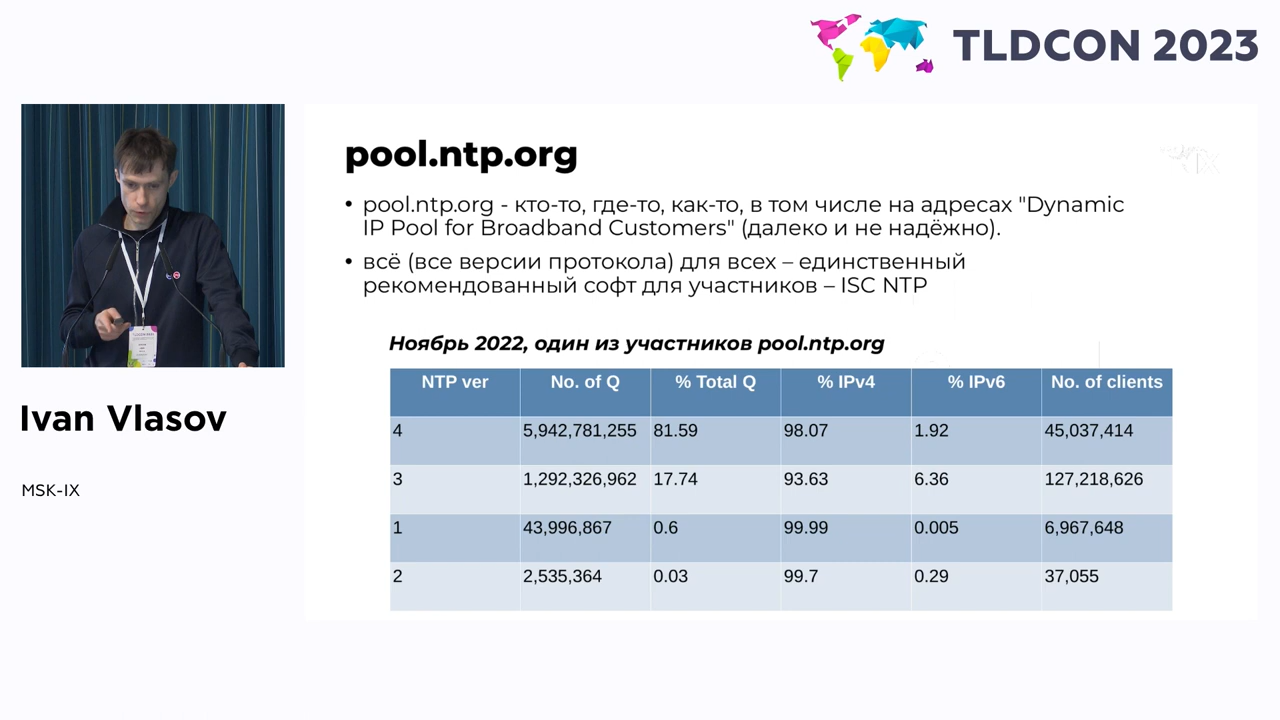 TLDCON 2023
pool.ntp.org
• pool.ntp.org - кто-то, где-то, как-то, в том числе на адресах "Dynamic
IP Pool for Broadband Customers" (далеко и не надёжно).
• всё (все версии протокола) для всех – единственный
рекомендованный софт для участников – ISC NTP
Ivan Vlasov
MSK-IX
Ноябрь 2022, один из участников pool.ntp.org
NTP ver No. of Q % Total Q % IPv4 % IPv6 No. of clients
4 5,942,781,255 81.59 98.07 1.92 45,037,414
3 1,292,326,962 17.74 93.63 6.36 127,218,626
1 43,996,867 0.6 99.99 0.005 6,967,648
2 2,535,364 0.03 99.7 0.29 37,055